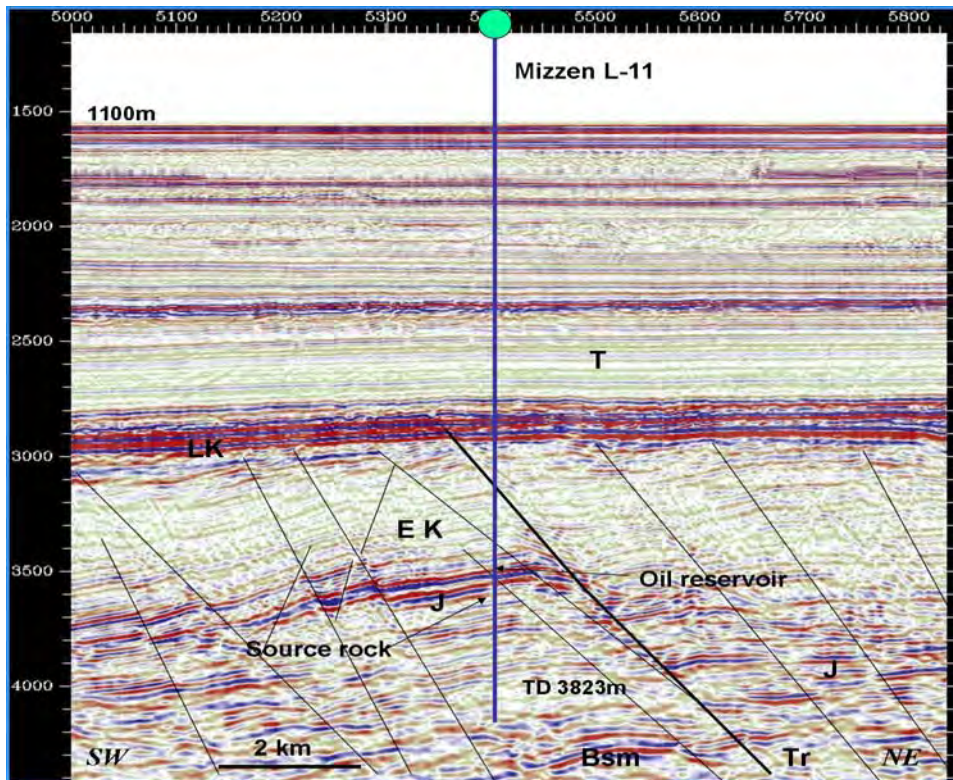 5000 5100 5200 5300 5500 5600 5700 5800
Mizzen L-11
1500
1100m
2000
2500
T
3000
LK
E K
3500
Oil reservoir
J
Source rock
J
4000
TD 3823m
SW
2 km
Bsm
Tr
NE